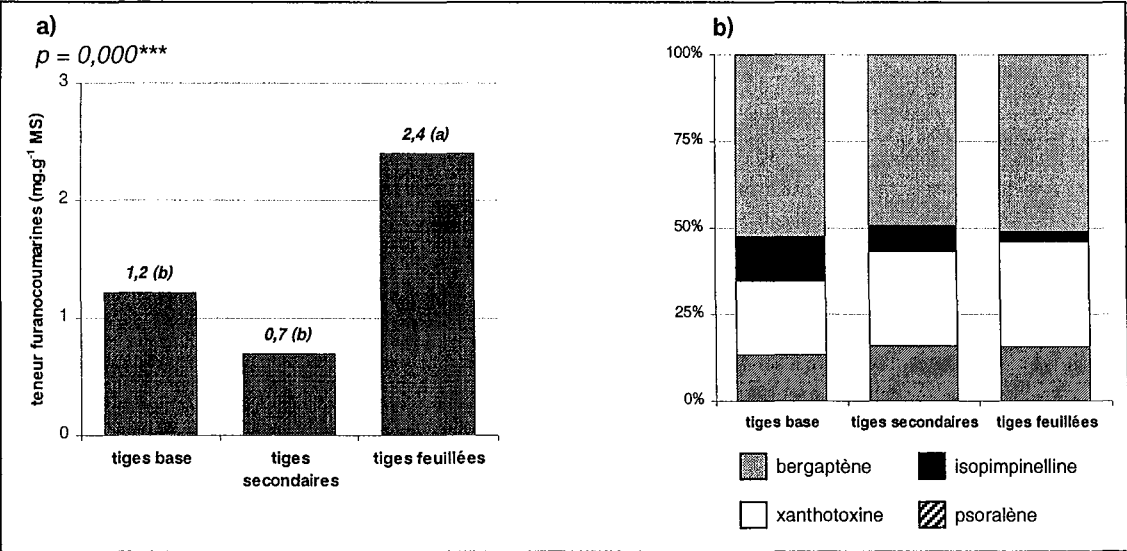 a)
p = 0,000***
teneur furanocoumarines (mg.g⁻¹ MS)
3
2
1
0
1,2 (b)
0,7 (b)
2,4 (a)
tiges base
tiges
secondaires
tiges feuillées
b)
100%
75%
50%
25%
0%
tiges base
tiges secondaires
tiges feuillées
bergaptène
isopimpinelline
xanthotoxine
psoralène